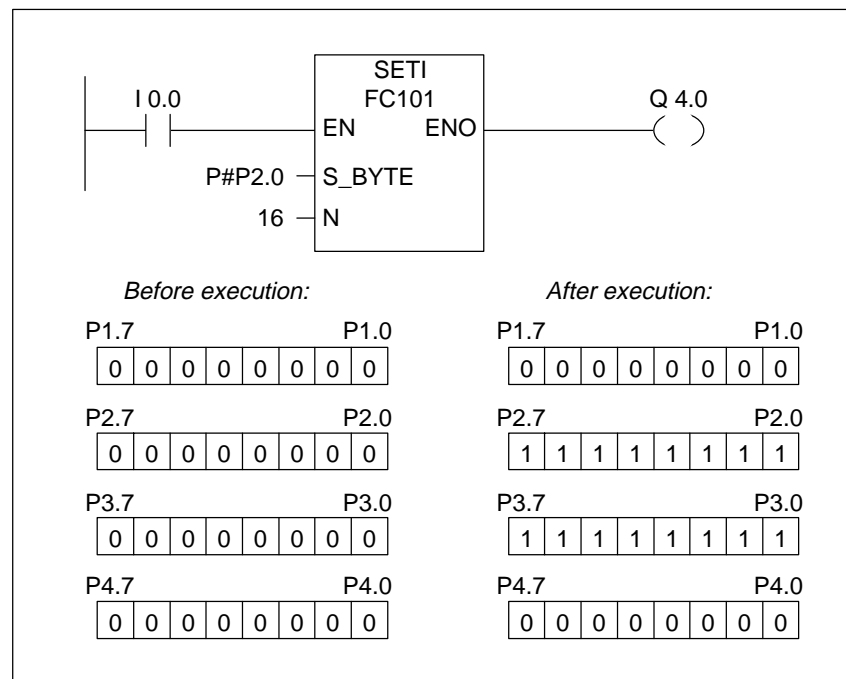 SETI
I 0.0 FC101 Q 4.0
EN ENO
P#P2.0 S_BYTE
16 N
Before execution: After execution:
P1.7 P1.0 P1.7 P1.0
0 0 0 0 0 0 0 0 0 0 0 0 0 0 0 0
P2.7 P2.0 P2.7 P2.0
0 0 0 0 0 0 0 0 1 1 1 1 1 1 1 1
P3.7 P3.0 P3.7 P3.0
0 0 0 0 0 0 0 0 1 1 1 1 1 1 1 1
P4.7 P4.0 P4.7 P4.0
0 0 0 0 0 0 0 0 0 0 0 0 0 0 0 0